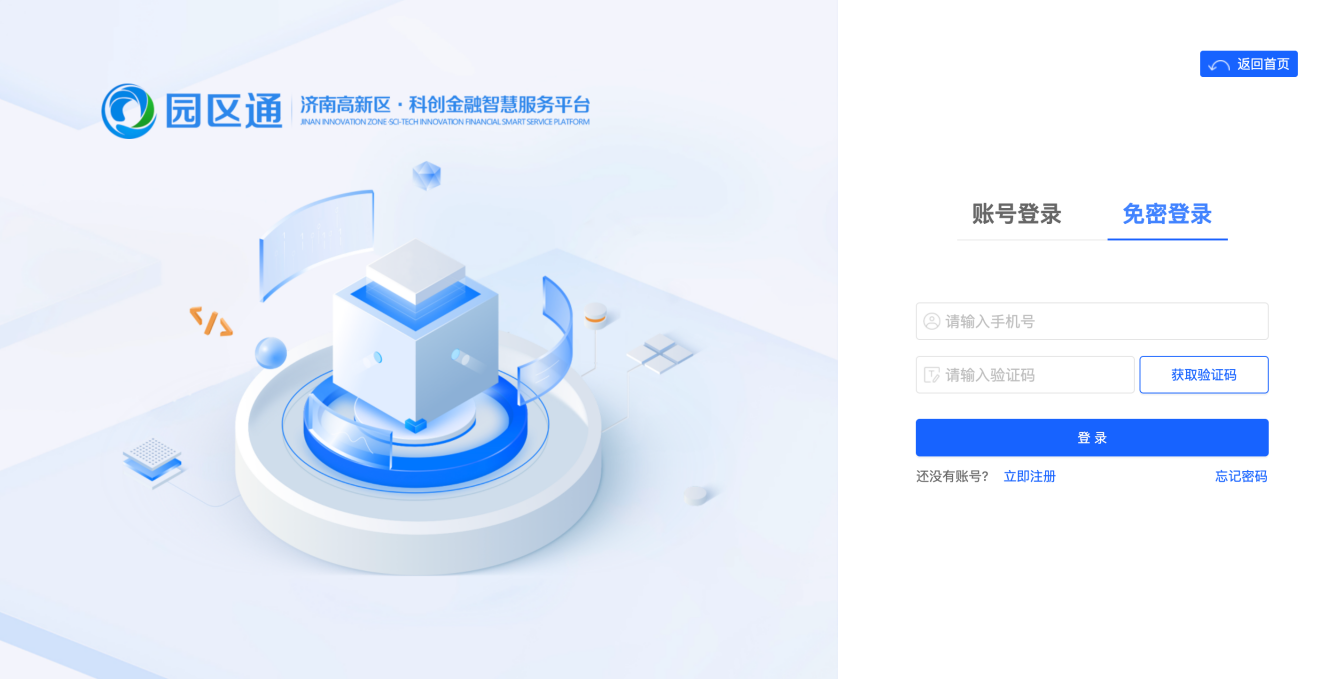 返回首页
园区通
济南高新区·科创金融智慧服务平台
JINAN INNOVATION ZONE·SCI-TECH INNOVATION FINANCIAL SMART SERVICE PLATFORM
账号登录 免密登录
请输入手机号
请输入验证码 获取验证码
登 录
还没有账号? 立即注册 忘记密码